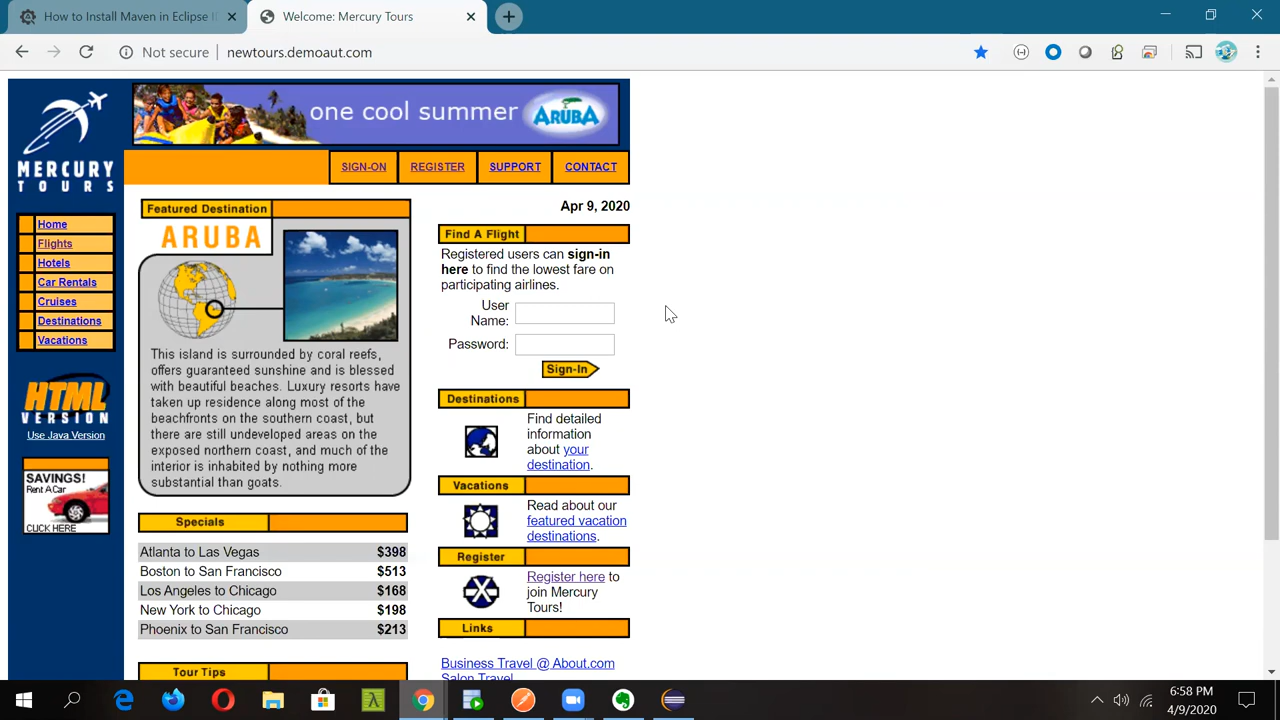 How to Install Maven in Eclipse I
Welcome: Mercury Tours
Not secure
newtours.demoaut.com
MERCURY
TOURS
one cool summer
ARUBA
SIGN-ON
REGISTER
SUPPORT
CONTACT
Home
Flights
Hotels
Car Rentals
Cruises
Destinations
Vacations
HTML
VERSION
Use Java Version
SAVINGS!
Rent A Car
CLICK HERE
Featured Destination
ARUBA
This island is surrounded by coral reefs,
offers guaranteed sunshine and is blessed
with beautiful beaches. Luxury resorts have
taken up residence along most of the
beachfronts on the southern coast, but
there are still undeveloped areas on the
exposed northern coast, and much of the
interior is inhabited by nothing more
substantial than goats.
Specials
Atlanta to Las Vegas $398
Boston to San Francisco $513
Los Angeles to Chicago $168
New York to Chicago $198
Phoenix to San Francisco $213
Tour Tips
Apr 9, 2020
Find A Flight
Registered users can sign-in
here to find the lowest fare on
participating airlines.
User
Name:
Password:
Sign-In
Destinations
Find detailed
information
about your
destination.
Vacations
Read about our
featured vacation
destinations.
Register
Register here to
join Mercury
Tours!
Links
Business Travel @ About.com
Salon Travel
6:58 PM
4/9/2020